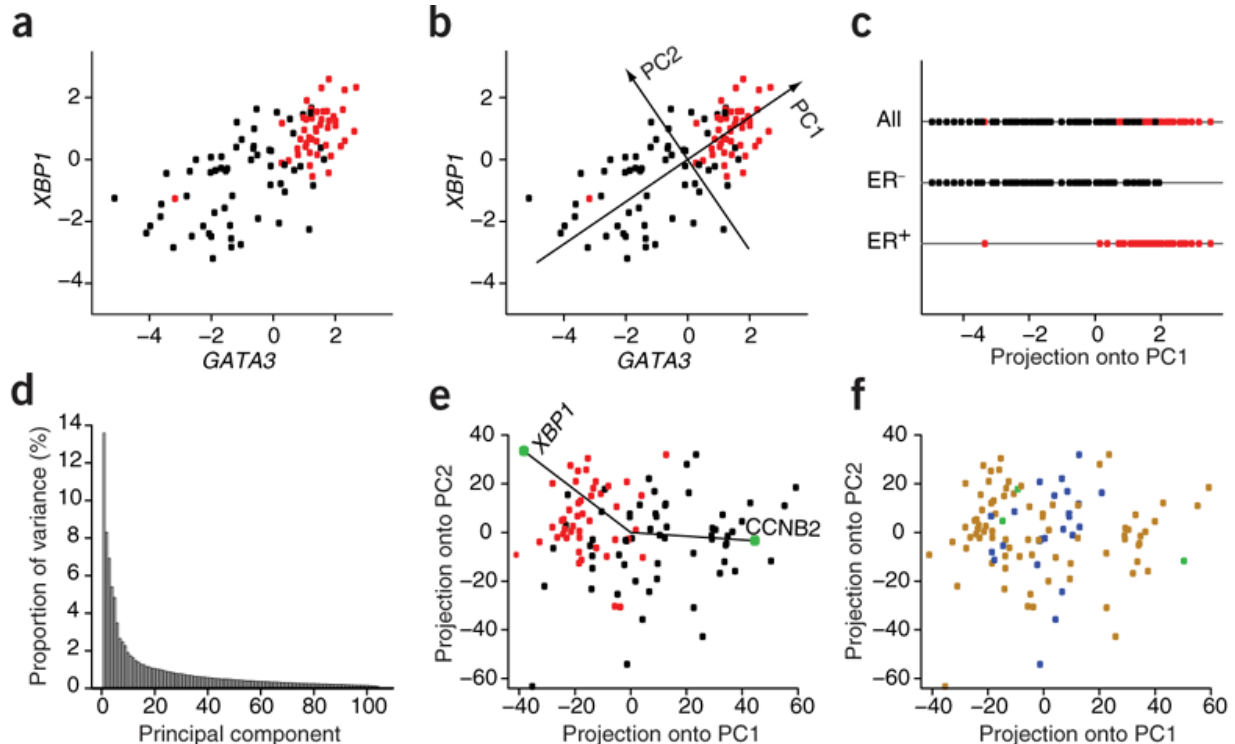 a
XBP1
2
0
−2
−4
−4 −2 0 2
GATA3
b
PC2
PC1
XBP1
2
0
−2
−4
−4 −2 0 2
GATA3
c
All
ER−
ER+
−4 −2 0 2
Projection onto PC1
d
Proportion of variance (%)
14
12
10
8
6
4
2
0
0 20 40 60 80 100
Principal component
e
XBP1
CCNB2
Projection onto PC2
40
20
0
−20
−40
−60
−40 −20 0 20 40 60
Projection onto PC1
f
Projection onto PC2
40
20
0
−20
−40
−60
−40 −20 0 20 40 60
Projection onto PC1